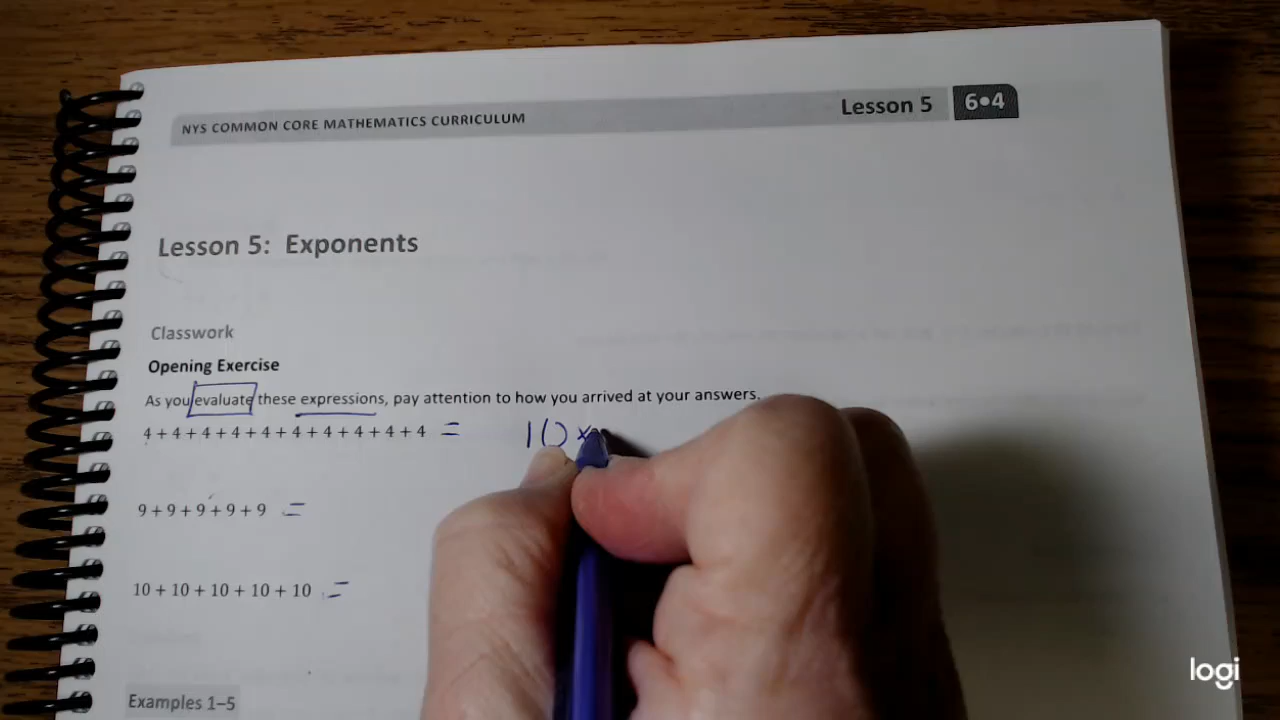 NYS COMMON CORE MATHEMATICS CURRICULUM
Lesson 5 6•4
Lesson 5: Exponents
Classwork
Opening Exercise
As you evaluate these expressions, pay attention to how you arrived at your answers.
4 + 4 + 4 + 4 + 4 + 4 + 4 + 4 + 4 + 4 = 10 ×
9 + 9 + 9 + 9 + 9 =
10 + 10 + 10 + 10 + 10 =
Examples 1–5
logi